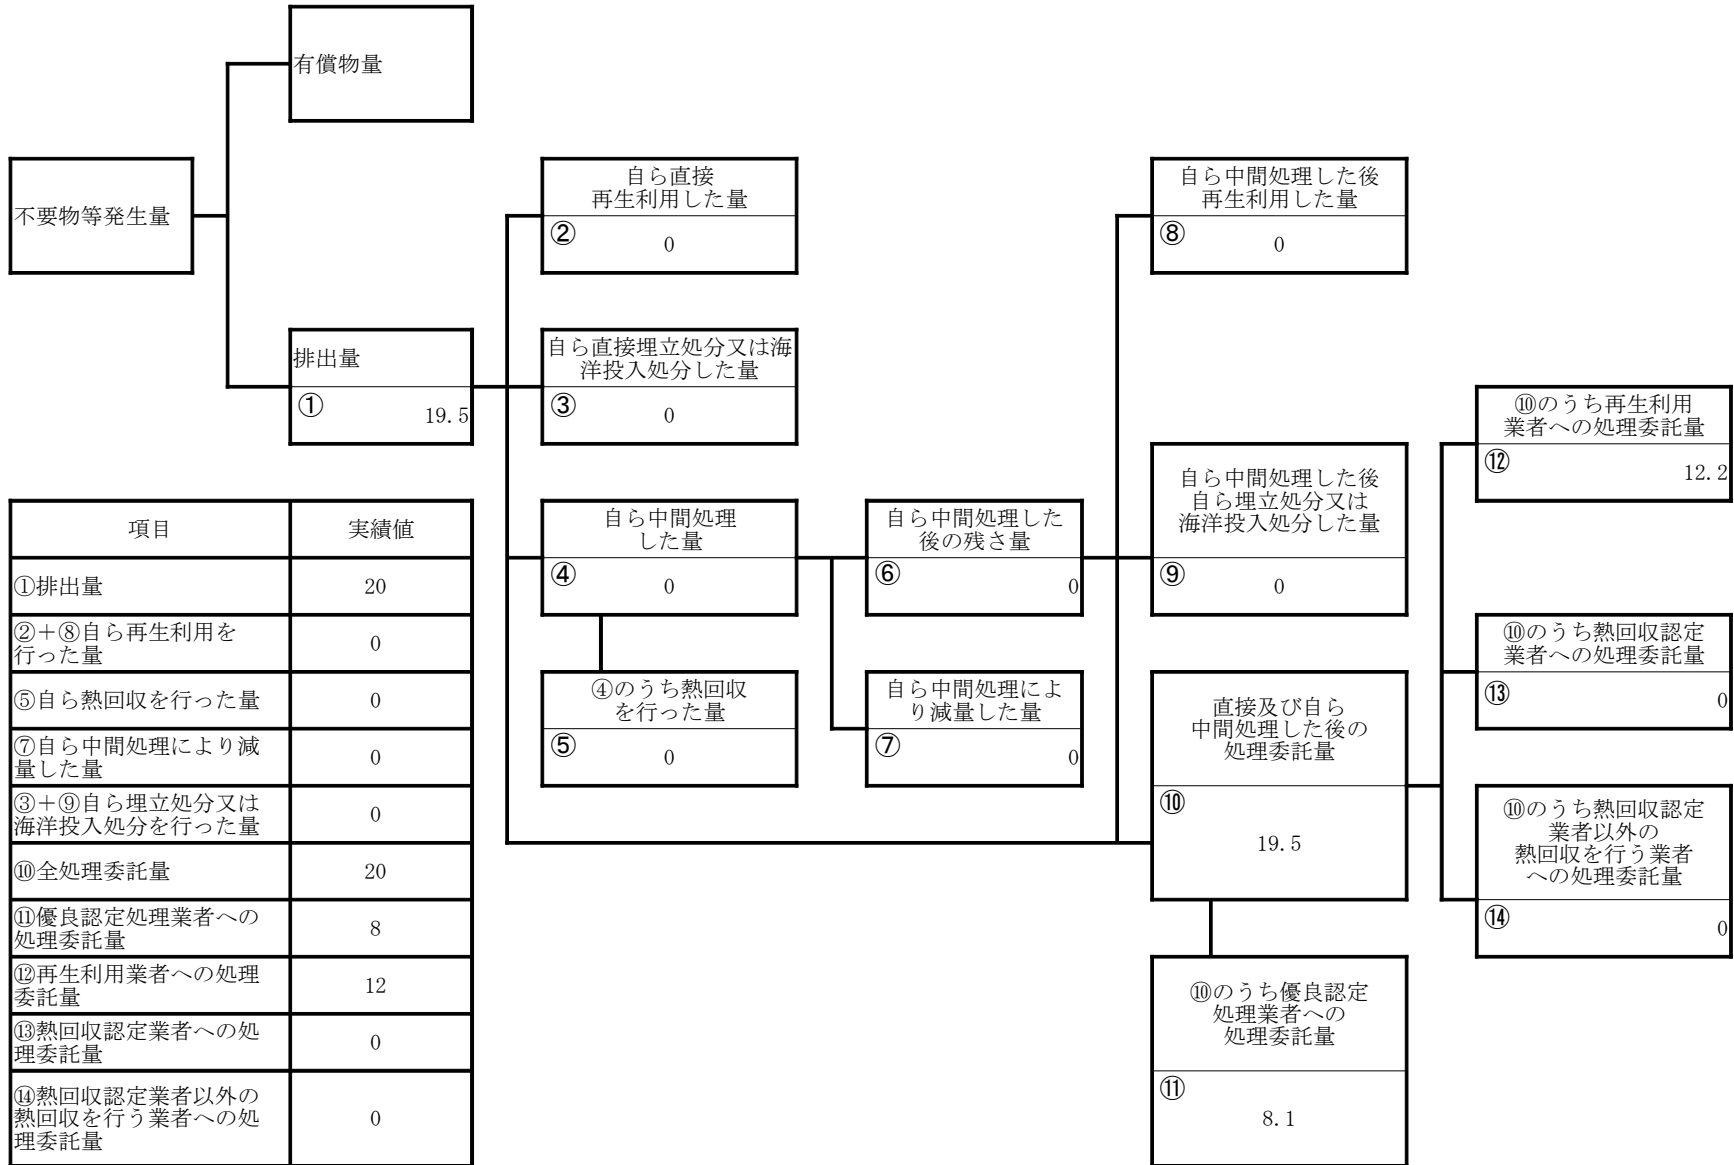 有償物量
不要物等発生量
自ら直接
再生利用した量
②
0
自ら中間処理した後
再生利用した量
⑧
0
排出量
①
19.5
自ら直接埋立処分又は海
洋投入処分した量
③
0
⑩のうち再生利用
業者への処理委託量
⑫
12.2
自ら中間処理
した量
④
0
自ら中間処理した
後の残さ量
⑥
0
自ら中間処理した後
自ら埋立処分又は
海洋投入処分した量
⑨
0
⑩のうち熱回収認定
業者への処理委託量
⑬
0
④のうち熱回収
を行った量
⑤
0
自ら中間処理によ
り減量した量
⑦
0
直接及び自ら
中間処理した後の
処理委託量
⑩
19.5
⑩のうち熱回収認定
業者以外の
熱回収を行う業者
への処理委託量
⑭
0
⑩のうち優良認定
処理業者への
処理委託量
⑪
8.1
項目 実績値
①排出量 20
②＋⑧自ら再生利用を
行った量 0
⑤自ら熱回収を行った量 0
⑦自ら中間処理により減
量した量 0
③＋⑨自ら埋立処分又は
海洋投入処分を行った量 0
⑩全処理委託量 20
⑪優良認定処理業者への
処理委託量 8
⑫再生利用業者への処理
委託量 12
⑬熱回収認定業者への処
理委託量 0
⑭熱回収認定業者以外の
熱回収を行う業者への処
理委託量 0